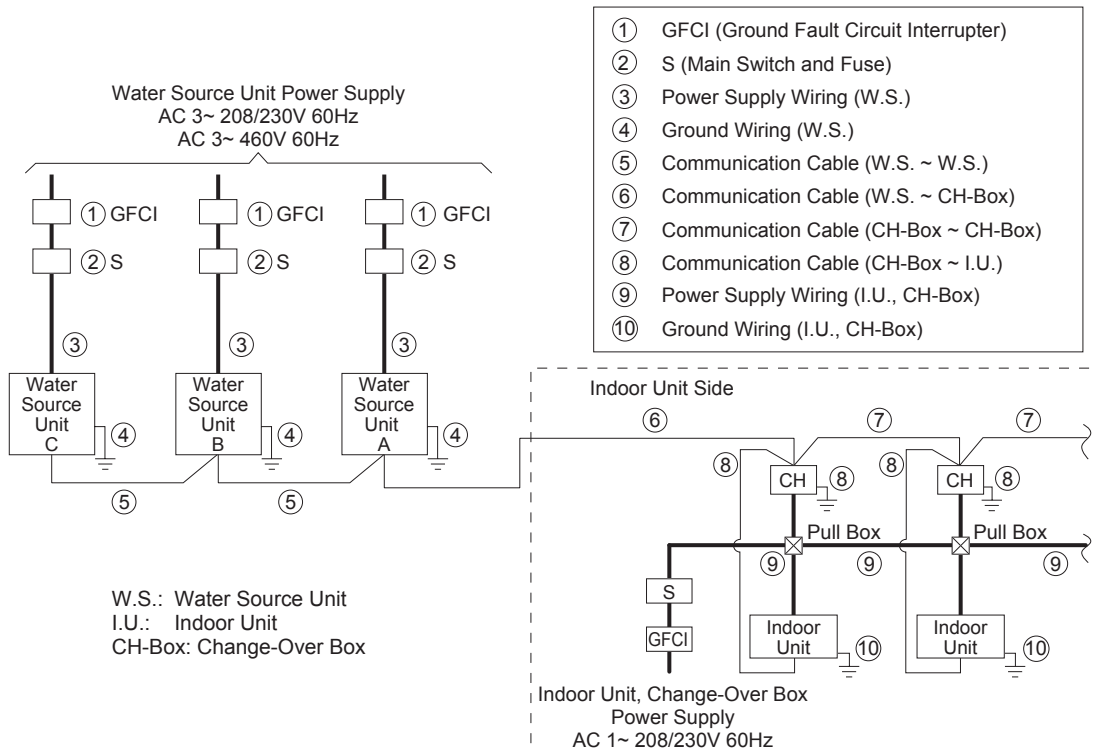 ① GFCI (Ground Fault Circuit Interrupter)
② S (Main Switch and Fuse)
③ Power Supply Wiring (W.S.)
④ Ground Wiring (W.S.)
⑤ Communication Cable (W.S. ~ W.S.)
⑥ Communication Cable (W.S. ~ CH-Box)
⑦ Communication Cable (CH-Box ~ CH-Box)
⑧ Communication Cable (CH-Box ~ I.U.)
⑨ Power Supply Wiring (I.U., CH-Box)
⑩ Ground Wiring (I.U., CH-Box)
Water Source Unit Power Supply
AC 3~ 208/230V 60Hz
AC 3~ 460V 60Hz
① GFCI ① GFCI ① GFCI
② S ② S ② S
③ ③ ③
Water
Source
Unit
C
④
Water
Source
Unit
B
④
Water
Source
Unit
A
④
⑤ ⑤
Indoor Unit Side
⑥ ⑦ ⑦
⑧ ⑧
CH ⑧ CH ⑧
Pull Box Pull Box
⑨ ⑨ ⑨
S
GFCI
Indoor
Unit
⑩
Indoor
Unit
⑩
Indoor Unit, Change-Over Box
Power Supply
AC 1~ 208/230V 60Hz
W.S.: Water Source Unit
I.U.: Indoor Unit
CH-Box: Change-Over Box